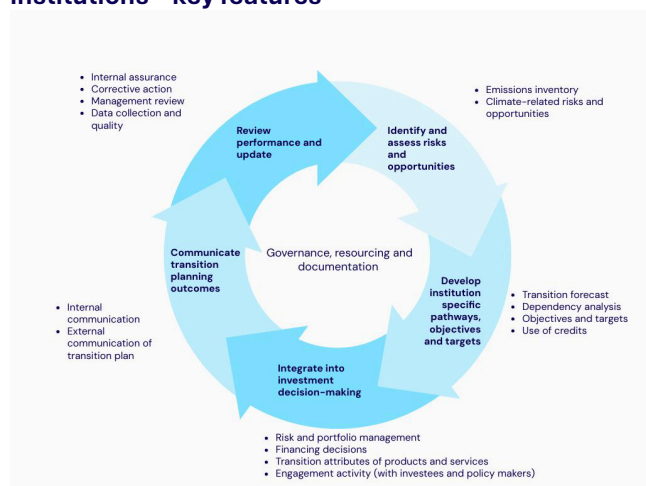 institutions – key features
• Internal assurance
• Corrective action
• Management review
• Data collection and
quality
Review
performance and
update
Identify and
assess risks
and
opportunities
• Emissions inventory
• Climate-related risks and
opportunities
Governance, resourcing and
documentation
Communicate
transition
planning
outcomes
Develop
institution
specific
pathways,
objectives
and targets
• Transition forecast
• Dependency analysis
• Objectives and targets
• Use of credits
• Internal
communication
• External
communication of
transition plan
Integrate into
investment
decision-making
• Risk and portfolio management
• Financing decisions
• Transition attributes of products and services
• Engagement activity (with investees and policy makers)